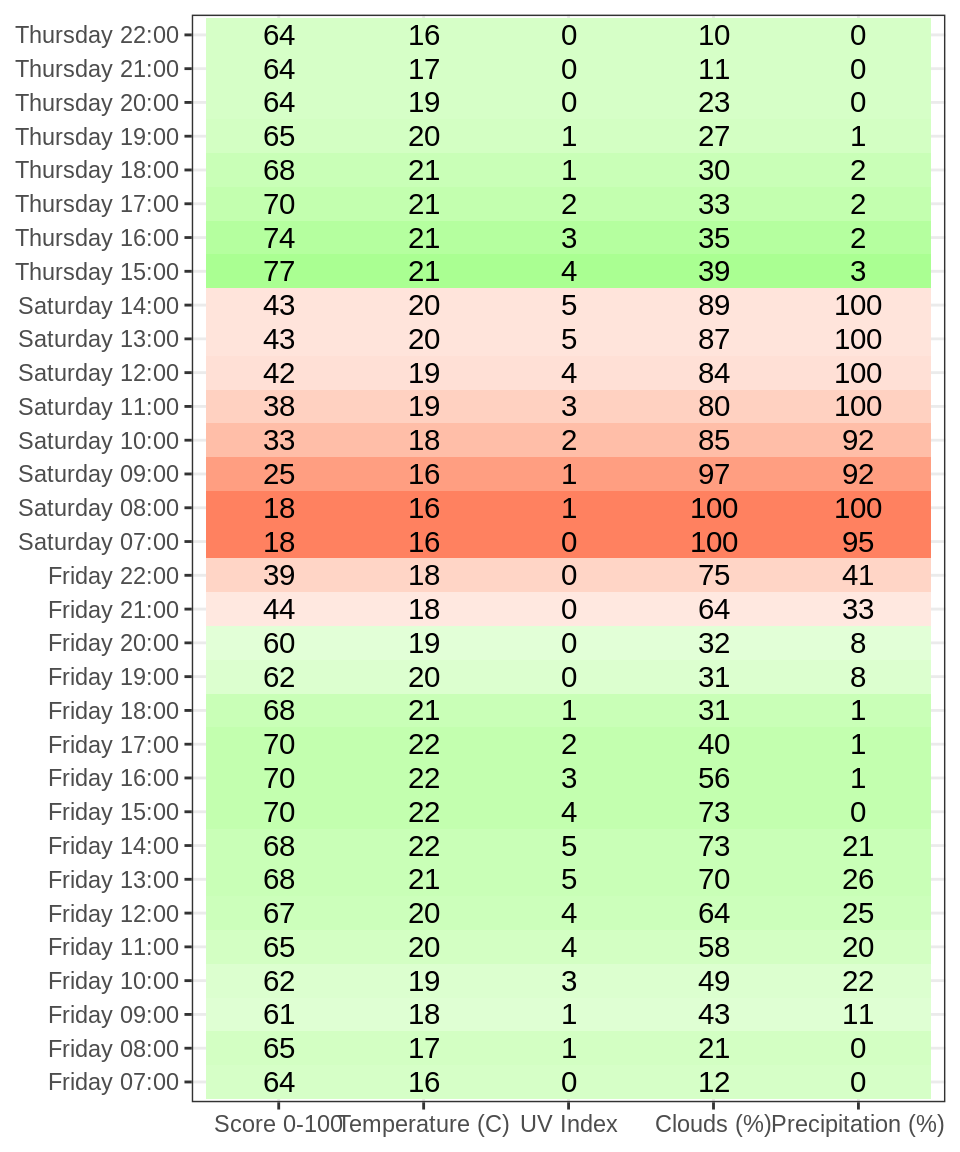 Thursday 22:00 64 16 0 10 0
Thursday 21:00 64 17 0 11 0
Thursday 20:00 64 19 0 23 0
Thursday 19:00 65 20 1 27 1
Thursday 18:00 68 21 1 30 2
Thursday 17:00 70 21 2 33 2
Thursday 16:00 74 21 3 35 2
Thursday 15:00 77 21 4 39 3
Saturday 14:00 43 20 5 89 100
Saturday 13:00 43 20 5 87 100
Saturday 12:00 42 19 4 84 100
Saturday 11:00 38 19 3 80 100
Saturday 10:00 33 18 2 85 92
Saturday 09:00 25 16 1 97 92
Saturday 08:00 18 16 1 100 100
Saturday 07:00 18 16 0 100 95
Friday 22:00 39 18 0 75 41
Friday 21:00 44 18 0 64 33
Friday 20:00 60 19 0 32 8
Friday 19:00 62 20 0 31 8
Friday 18:00 68 21 1 31 1
Friday 17:00 70 22 2 40 1
Friday 16:00 70 22 3 56 1
Friday 15:00 70 22 4 73 0
Friday 14:00 68 22 5 73 21
Friday 13:00 68 21 5 70 26
Friday 12:00 67 20 4 64 25
Friday 11:00 65 20 4 58 20
Friday 10:00 62 19 3 49 22
Friday 09:00 61 18 1 43 11
Friday 08:00 65 17 1 21 0
Friday 07:00 64 16 0 12 0
Score 0-100 Temperature (C) UV Index Clouds (%) Precipitation (%)